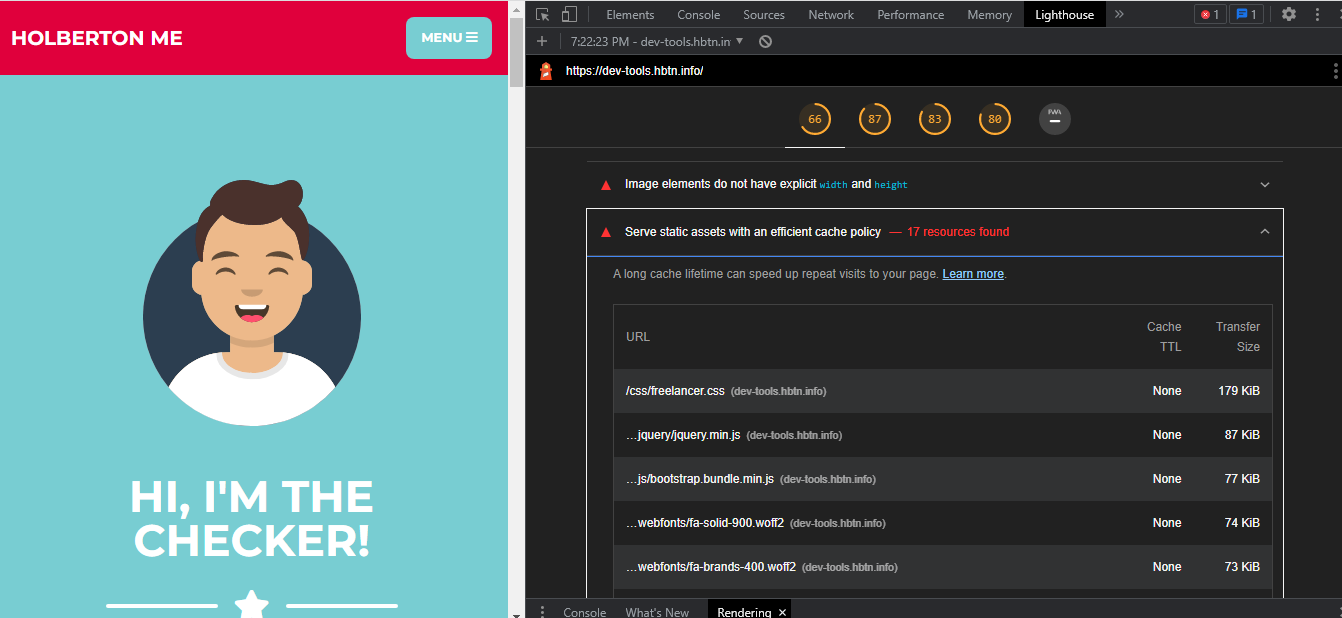 HOLBERTON ME
MENU
HI, I'M THE
CHECKER!
Elements Console Sources Network Performance Memory Lighthouse » 1 1
+ 7:22:23 PM - dev-tools.hbtn.in
https://dev-tools.hbtn.info/
66 87 83 80 PWA
Image elements do not have explicit width and height
Serve static assets with an efficient cache policy — 17 resources found
A long cache lifetime can speed up repeat visits to your page. Learn more.
URL Cache TTL Transfer Size
/css/freelancer.css (dev-tools.hbtn.info) None 179 KiB
…jquery/jquery.min.js (dev-tools.hbtn.info) None 87 KiB
…js/bootstrap.bundle.min.js (dev-tools.hbtn.info) None 77 KiB
…webfonts/fa-solid-900.woff2 (dev-tools.hbtn.info) None 74 KiB
…webfonts/fa-brands-400.woff2 (dev-tools.hbtn.info) None 73 KiB
Console What's New Rendering ×